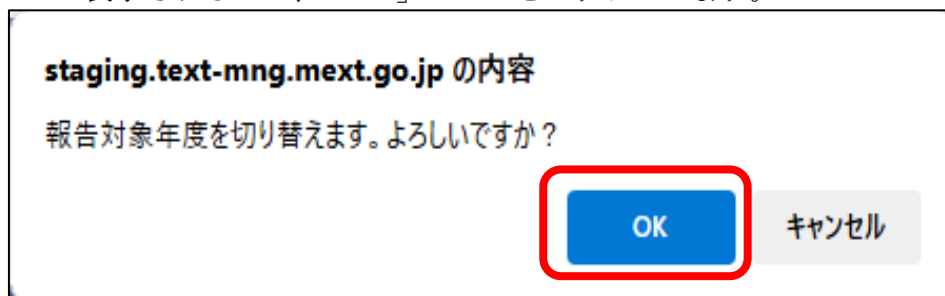 staging.text-mng.mext.go.jp の内容
報告対象年度を切り替えます。よろしいですか？
OK キャンセル